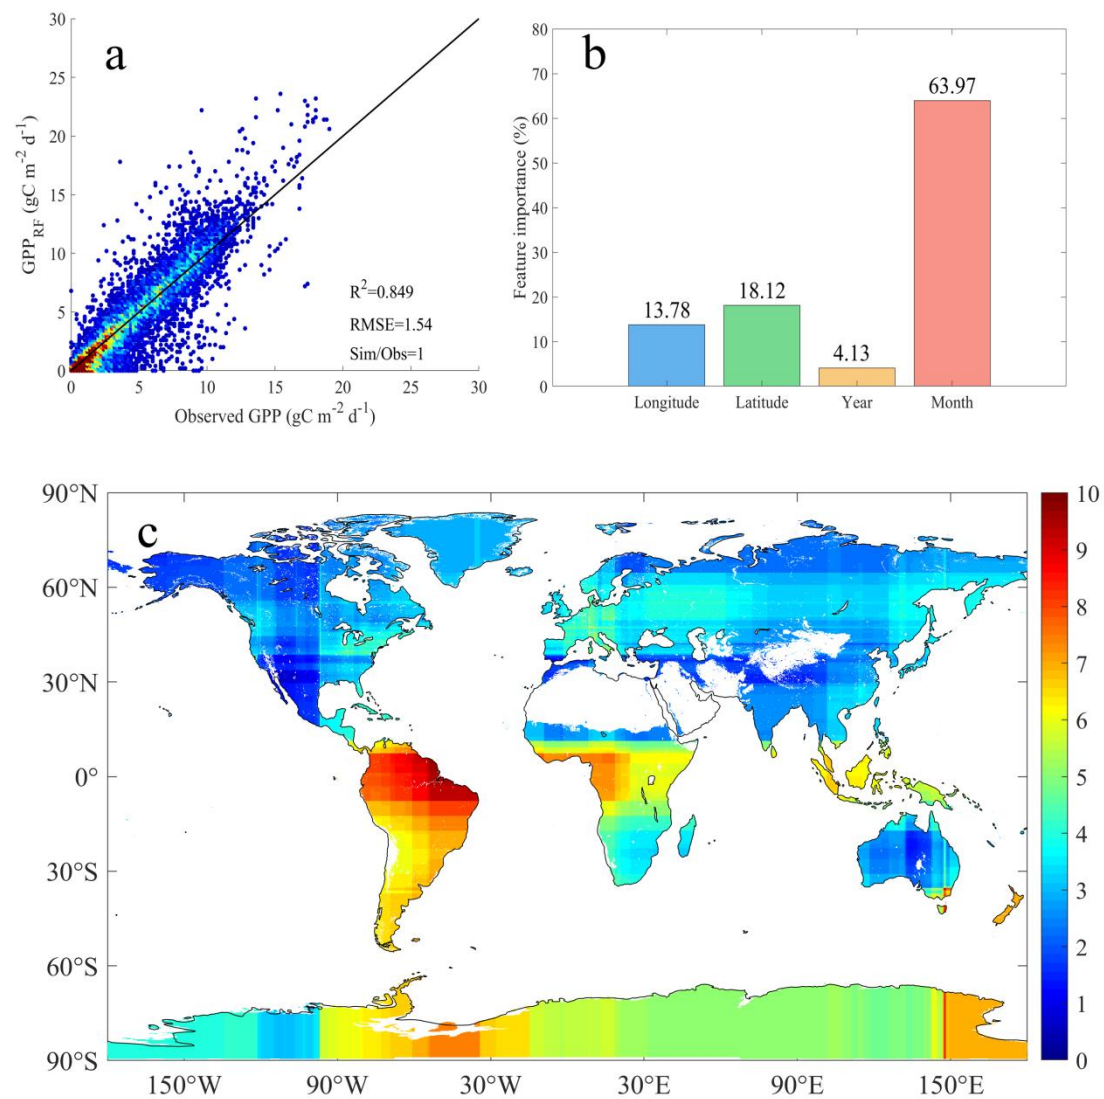 a
30
25
20
15
10
5
0
GPP_RF (gC m^-2 d^-1)
R^2=0.849
RMSE=1.54
Sim/Obs=1
0 5 10 15 20 25 30
Observed GPP (gC m^-2 d^-1)
b
80
70
60
50
40
30
20
10
0
Feature importance (%)
13.78
18.12
4.13
63.97
Longitude Latitude Year Month
c
90°N
60°N
30°N
0°
30°S
60°S
90°S
150°W 90°W 30°W 30°E 90°E 150°E
10
9
8
7
6
5
4
3
2
1
0